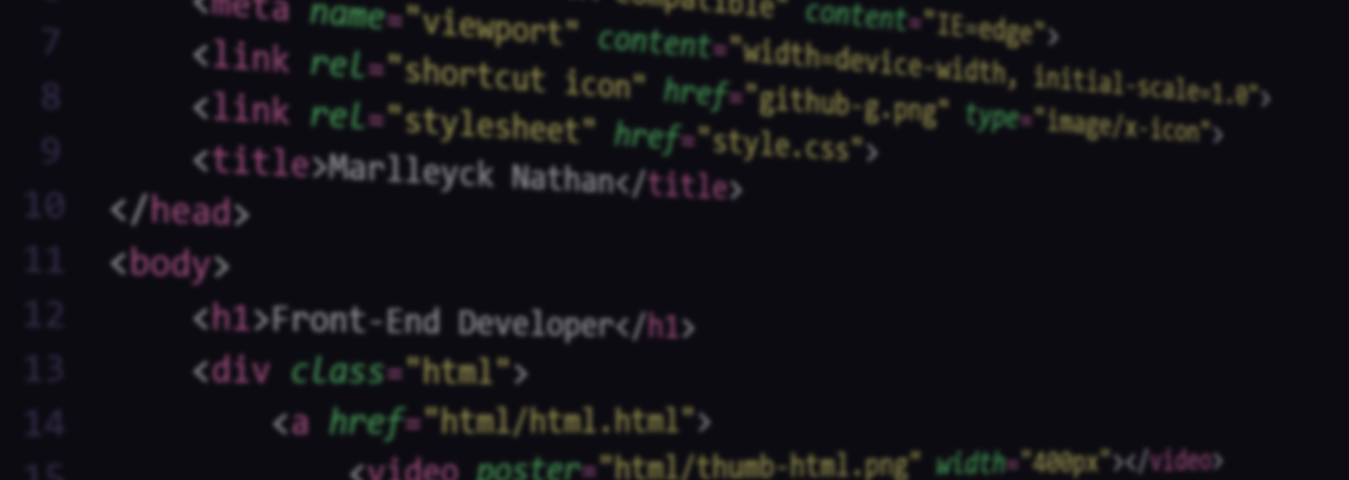 compatible" content="IE=edge">
7 <meta name="viewport" content="width=device-width, initial-scale=1.0">
8 <link rel="shortcut icon" href="github-g.png" type="image/x-icon">
9 <link rel="stylesheet" href="style.css">
<title>Marlleyck Nathan</title>
10 </head>
11 <body>
12 <h1>Front-End Developer</h1>
13 <div class="html">
14 <a href="html/html.html">
15 <video poster="html/thumb-html.png" width="400px"></video>